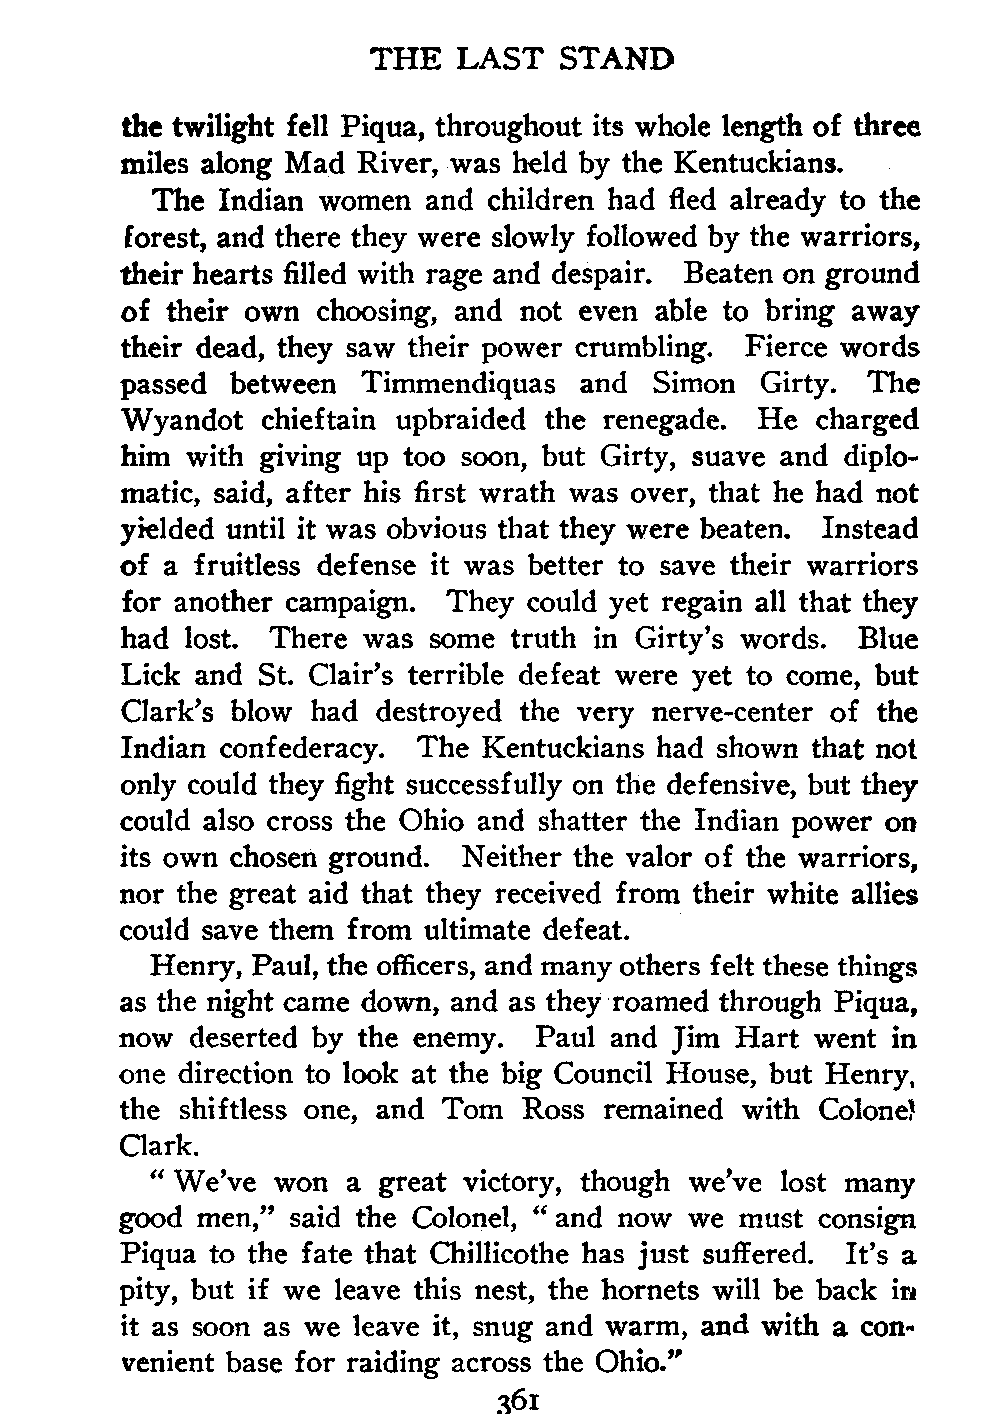 THE LAST STAND
the twilight fell Piqua, throughout its whole length of three
miles along Mad River, was held by the Kentuckians.
The Indian women and children had fled already to the
forest, and there they were slowly followed by the warriors,
their hearts filled with rage and despair. Beaten on ground
of their own choosing, and not even able to bring away
their dead, they saw their power crumbling. Fierce words
passed between Timmendiquas and Simon Girty. The
Wyandot chieftain upbraided the renegade. He charged
him with giving up too soon, but Girty, suave and diplo-
matic, said, after his first wrath was over, that he had not
yielded until it was obvious that they were beaten. Instead
of a fruitless defense it was better to save their warriors
for another campaign. They could yet regain all that they
had lost. There was some truth in Girty's words. Blue
Lick and St. Clair's terrible defeat were yet to come, but
Clark's blow had destroyed the very nerve-center of the
Indian confederacy. The Kentuckians had shown that not
only could they fight successfully on the defensive, but they
could also cross the Ohio and shatter the Indian power on
its own chosen ground. Neither the valor of the warriors,
nor the great aid that they received from their white allies
could save them from ultimate defeat.
Henry, Paul, the officers, and many others felt these things
as the night came down, and as they roamed through Piqua,
now deserted by the enemy. Paul and Jim Hart went in
one direction to look at the big Council House, but Henry,
the shiftless one, and Tom Ross remained with Colonel
Clark.
"We've won a great victory, though we've lost many
good men," said the Colonel, "and now we must consign
Piqua to the fate that Chillicothe has just suffered. It's a
pity, but if we leave this nest, the hornets will be back in
it as soon as we leave it, snug and warm, and with a con-
venient base for raiding across the Ohio."
361